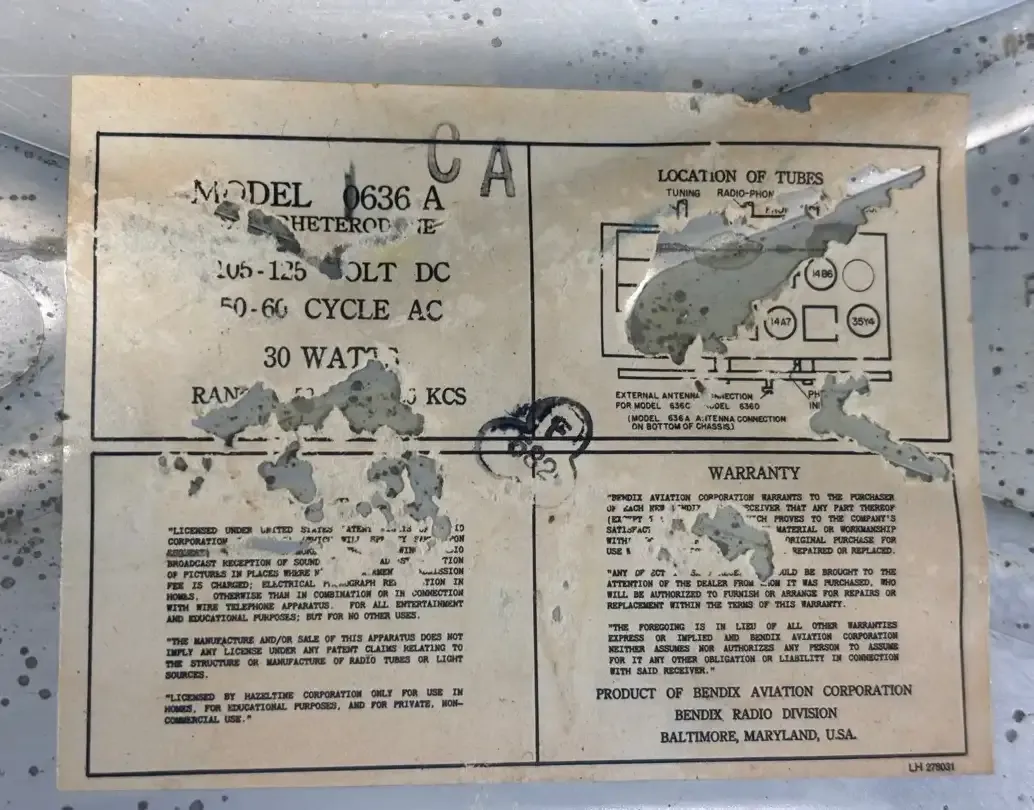 C A
MODEL 0636 A
HETEROD NE
105-125 VOLT DC
50-60 CYCLE AC
30 WATTS
KCS
LOCATION OF TUBES
TUNING RADIO-PHON
14B6
14A7
35Y4
EXTERNAL ANTENNA
FOR MODEL 636C 636D
(MODEL 636A ANTENNA CONNECTION
ON BOTTOM OF CHASSIS.)
F
682
"LICENSED UNDER UNITED STATES
CORPORATION
BROADCAST RECEPTION OF SOUND
OF PICTURES IN PLACES WHERE
FEE IS CHARGED; ELECTRICAL IN
HOMES, OTHERWISE THAN IN COMBINATION OR IN CONNECTION
WITH WIRE TELEPHONE APPARATUS. FOR ALL ENTERTAINMENT
AND EDUCATIONAL PURPOSES; BUT FOR NO OTHER USES.
"THE MANUFACTURE AND/OR SALE OF THIS APPARATUS DOES NOT
IMPLY ANY LICENSE UNDER ANY PATENT CLAIMS RELATING TO
THE STRUCTURE OR MANUFACTURE OF RADIO TUBES OR LIGHT
SOURCES.
"LICENSED BY HAZELTINE CORPORATION ONLY FOR USE IN
HOMES, FOR EDUCATIONAL PURPOSES, AND FOR PRIVATE, NON-
COMMERCIAL USE."
WARRANTY
"BENDIX AVIATION CORPORATION WARRANTS TO THE PURCHASER
OF EACH NEW BENDIX RECEIVER THAT ANY PART THEREOF
PROVES TO THE COMPANY'S
MATERIAL OR WORKMANSHIP
ORIGINAL PURCHASE FOR
USE REPAIRED OR REPLACED.
"ANY BE BROUGHT TO THE
ATTENTION OF THE DEALER FROM WHOM IT WAS PURCHASED, WHO
WILL BE AUTHORIZED TO FURNISH OR ARRANGE FOR REPAIRS OR
REPLACEMENT WITHIN THE TERMS OF THIS WARRANTY.
"THE FOREGOING IS IN LIEU OF ALL OTHER WARRANTIES
EXPRESS OR IMPLIED AND BENDIX AVIATION CORPORATION
NEITHER ASSUMES NOR AUTHORIZES ANY PERSON TO ASSUME
FOR IT ANY OTHER OBLIGATION OR LIABILITY IN CONNECTION
WITH SAID RECEIVER."
PRODUCT OF BENDIX AVIATION CORPORATION
BENDIX RADIO DIVISION
BALTIMORE, MARYLAND, U.S.A.
LH 278031